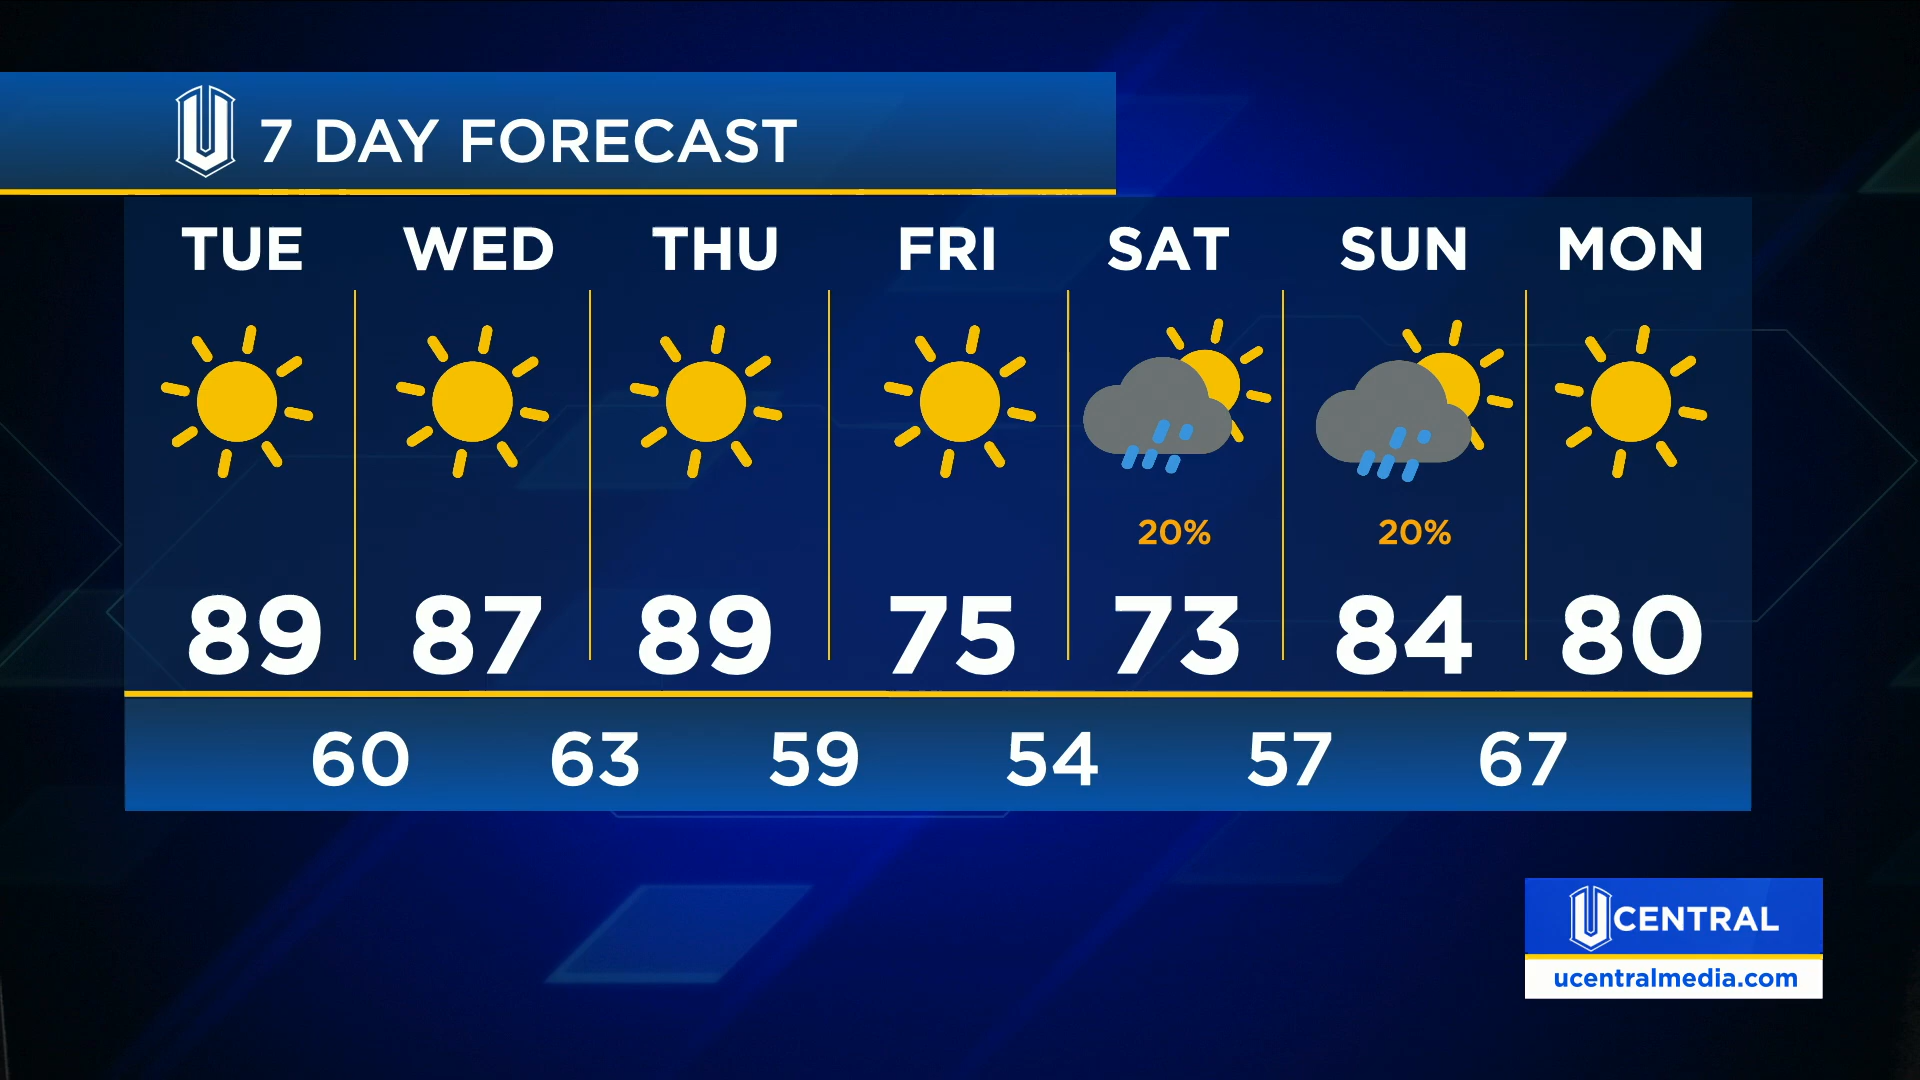 U 7 DAY FORECAST
TUE WED THU FRI SAT SUN MON
20% 20%
89 87 89 75 73 84 80
60 63 59 54 57 67
UCENTRAL
ucentralmedia.com